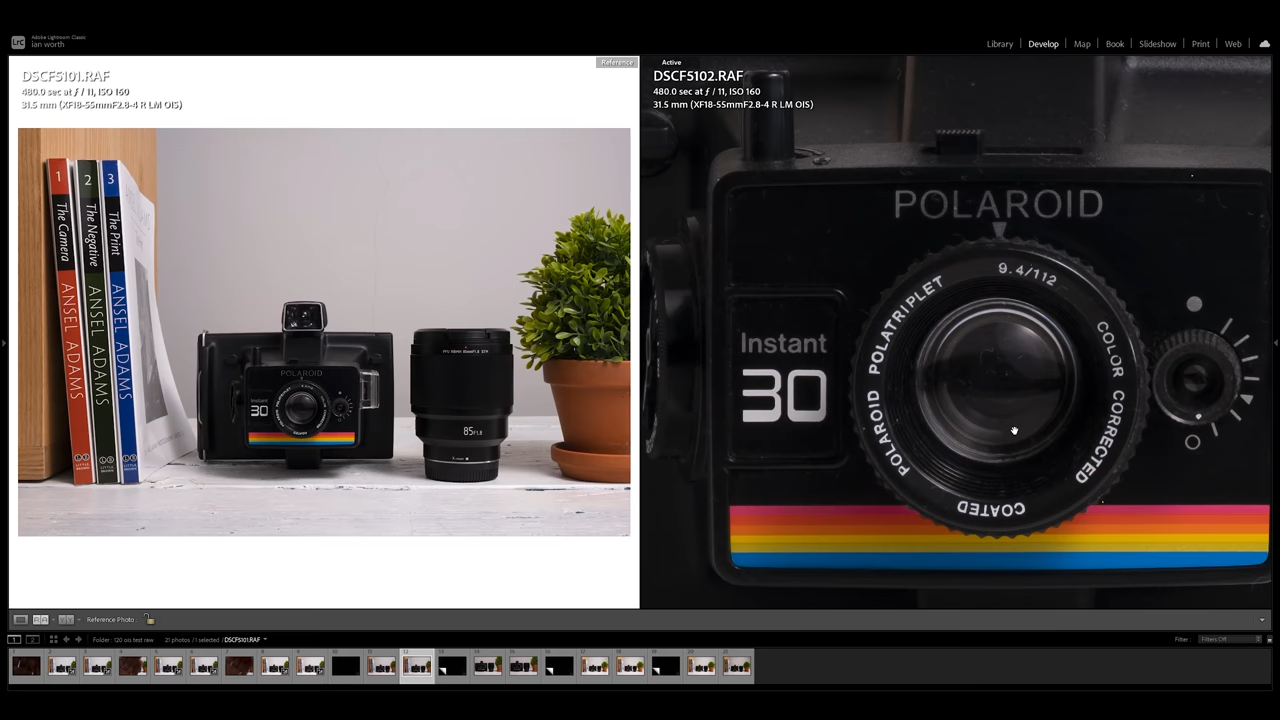 Lrc Adobe Lightroom Classic
ian worth
Library | Develop | Map | Book | Slideshow | Print | Web
DSCF5101.RAF
480.0 sec at ƒ / 11, ISO 160
31.5 mm (XF18-55mmF2.8-4 R LM OIS)
Reference
1 The Camera ANSEL ADAMS
2 The Negative ANSEL ADAMS
3 The Print ANSEL ADAMS
POLAROID
Instant
30
85 F1.8
Active
DSCF5102.RAF
480.0 sec at ƒ / 11, ISO 160
31.5 mm (XF18-55mmF2.8-4 R LM OIS)
POLAROID
9.4/112
Instant
30
POLAROID POLATRIPLET
COLOR CORRECTED
COATED
Reference Photo :
1 2
Folder : 120 ois test raw
21 photos / 1 selected / DSCF5101.RAF
Filter :
Filters Off